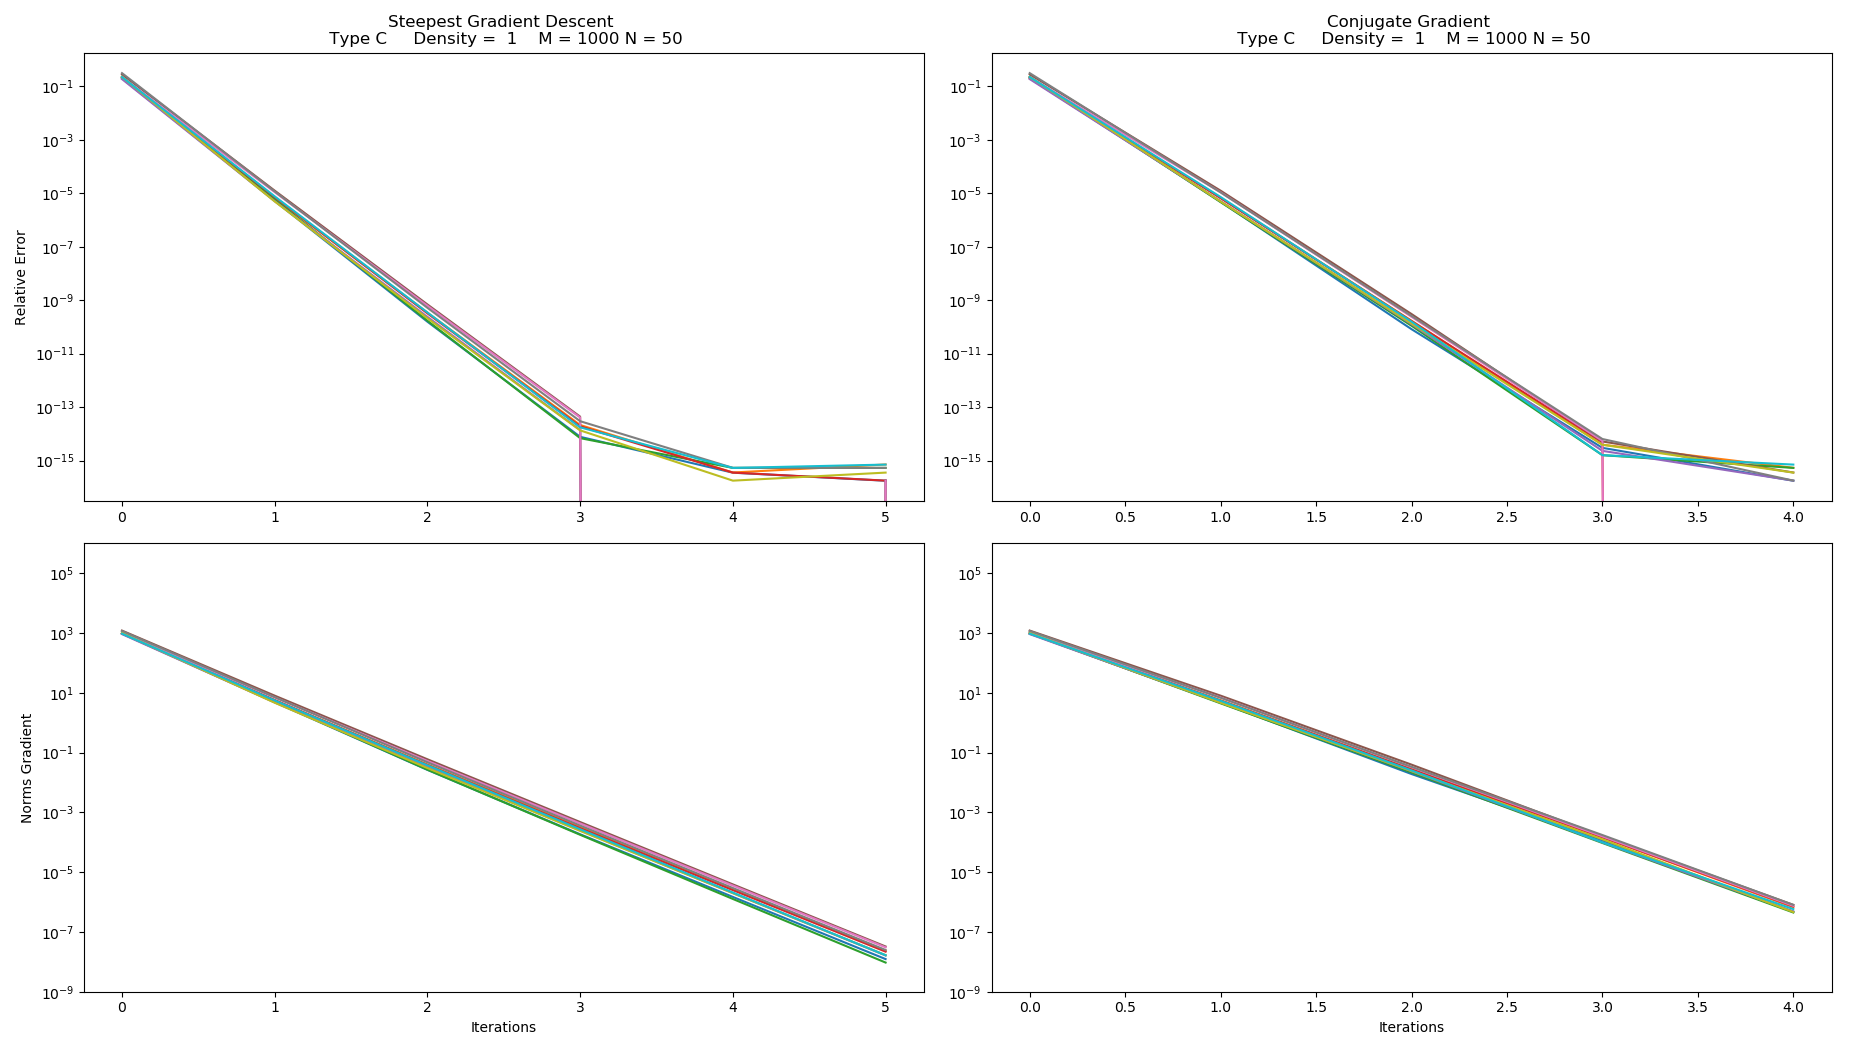 Steepest Gradient Descent
Type C Density = 1 M = 1000 N = 50
Relative Error
10^-1
10^-3
10^-5
10^-7
10^-9
10^-11
10^-13
10^-15
0 1 2 3 4 5
Conjugate Gradient
Type C Density = 1 M = 1000 N = 50
10^-1
10^-3
10^-5
10^-7
10^-9
10^-11
10^-13
10^-15
0.0 0.5 1.0 1.5 2.0 2.5 3.0 3.5 4.0
Norms Gradient
10^5
10^3
10^1
10^-1
10^-3
10^-5
10^-7
10^-9
0 1 2 3 4 5
Iterations
10^5
10^3
10^1
10^-1
10^-3
10^-5
10^-7
10^-9
0.0 0.5 1.0 1.5 2.0 2.5 3.0 3.5 4.0
Iterations